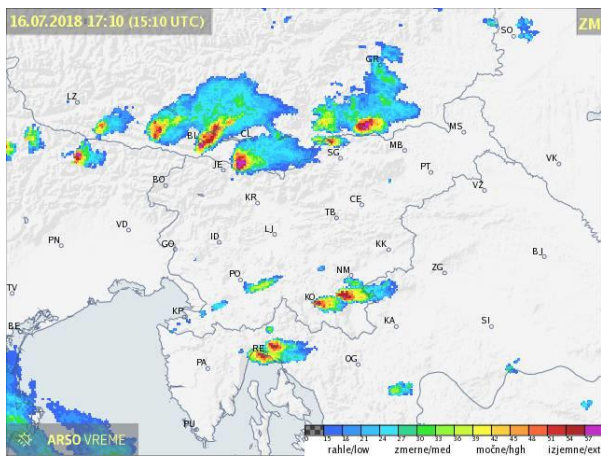 16.07.2018 17:10 (15:10 UTC)
ZM
SO
GR
LZ
BL
CL
MS
JE
SG
MB
VK
BO
PT
VŽ
KR
CE
TB
VD
GO
ID
LJ
PN
KK
BJ
PO
NM
ZG
TV
KO
KP
BE
KA
SI
RE
PA
OG
PU
ARSO VREME
0 15 18 21 24 27 30 33 36 39 42 45 48 51 54 57
rahle/low zmerne/med močne/hgh izjemne/ext